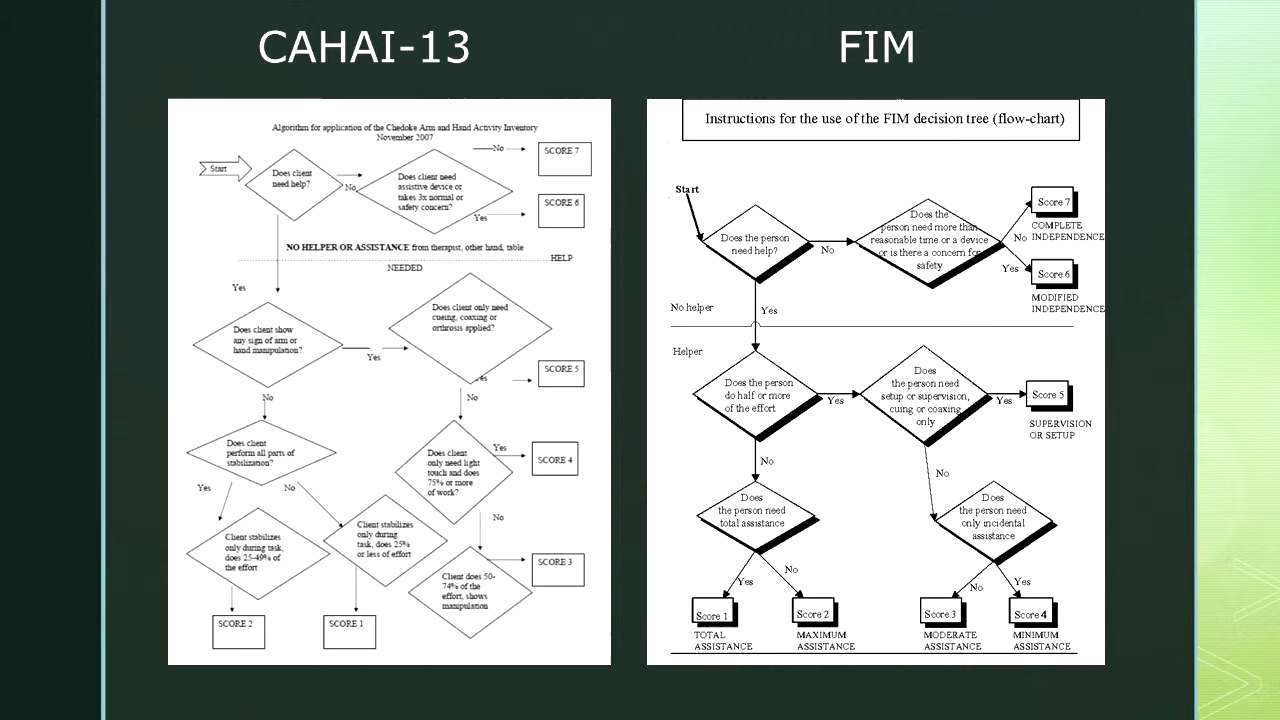 CAHAI-13
Algorithm for application of the Chedoke Arm and Hand Activity Inventory
November 2007
Start
Does client
need help?
No
Does client need
assistive device or
takes 3x normal or
safety concern?
No
SCORE 7
Yes
SCORE 6
NO HELPER OR ASSISTANCE from therapist, other hand, table
HELP
NEEDED
Yes
Does client show
any sign of arm or
hand manipulation?
Yes
Does client only need
cueing, coaxing or
orthrosis applied?
Yes
SCORE 5
No
No
Does client
perform all parts of
stabilization?
Does client
only need light
touch and does
75% or more
of work?
Yes
SCORE 4
Yes
No
No
Client stabilizes
only during task,
does 25-49% of
the effort
Client stabilizes
only during
task, does 25%
or less of effort
Client does 50-
74% of the
effort, shows
manipulation
SCORE 3
SCORE 2
SCORE 1
FIM
Instructions for the use of the FIM decision tree (flow-chart)
Start
Does the person
need help?
No
Does the
person need more than
reasonable time or a device
or is there a concern for
safety
No
Score 7
COMPLETE
INDEPENDENCE
Yes
Score 6
MODIFIED
INDEPENDENCE
No helper
Yes
Helper
Does the person
do half or more
of the effort
Yes
Does
the person need
setup or supervision,
cuing or coaxing
only
Yes
Score 5
SUPERVISION
OR SETUP
No
No
Does
the person need
total assistance
Does
the person need
only incidental
assistance
Yes
No
No
Yes
Score 1
TOTAL
ASSISTANCE
Score 2
MAXIMUM
ASSISTANCE
Score 3
MODERATE
ASSISTANCE
Score 4
MINIMUM
ASSISTANCE